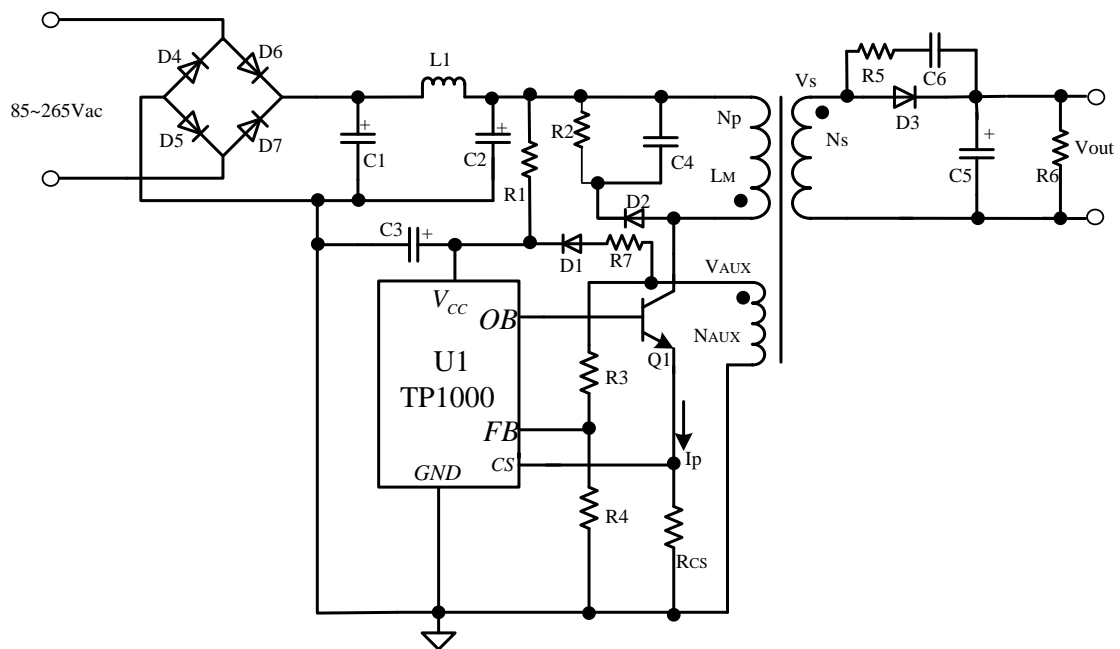 D4
D6
85~265Vac
D5
D7
L1
+
C1
+
C2
R1
R2
C4
D2
Np
LM
Vs
Ns
R5
C6
D3
+
C5
R6
Vout
C3
+
D1
R7
VAUX
NAUX
VCC
OB
U1
TP1000
FB
CS
GND
Q1
R3
R4
Ip
RCS